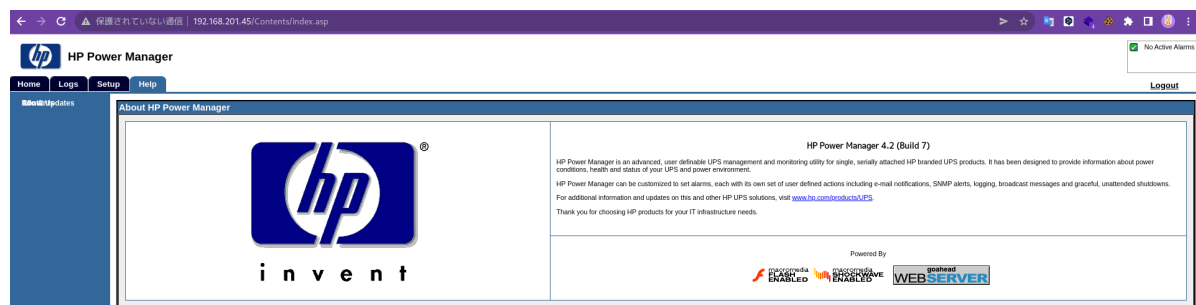 保護されていない通信 | 192.168.201.45/Contents/index.asp
hp HP Power Manager
No Active Alarms
Home Logs Setup Help
Logout
About HP Power Manager
hp ®
invent
HP Power Manager 4.2 (Build 7)
HP Power Manager is an advanced, user definable UPS management and monitoring utility for single, serially attached HP branded UPS products. It has been designed to provide information about power
conditions, health and status of your UPS and power environment.
HP Power Manager can be customized to set alarms, each with its own set of user defined actions including e-mail notifications, SNMP alerts, logging, broadcast messages and graceful, unattended shutdowns.
For additional information and updates on this and other HP UPS solutions, visit www.hp.com/products/UPS.
Thank you for choosing HP products for your IT infrastructure needs.
Powered By
macromedia FLASH ENABLED
macromedia SHOCKWAVE ENABLED
goahead WEBSERVER